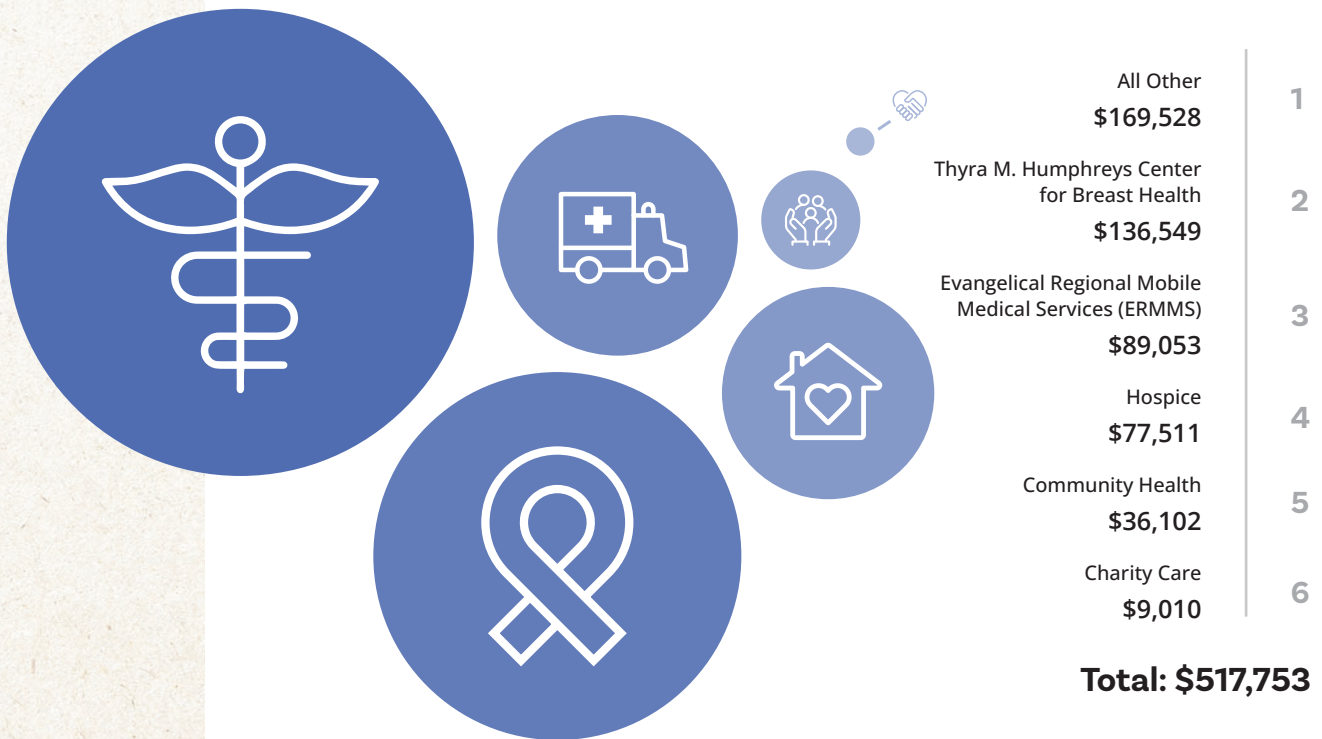 All Other
$169,528
1
Thyra M. Humphreys Center
for Breast Health
$136,549
2
Evangelical Regional Mobile
Medical Services (ERMMS)
$89,053
3
Hospice
$77,511
4
Community Health
$36,102
5
Charity Care
$9,010
6
Total: $517,753